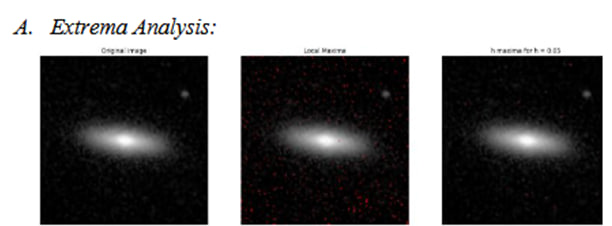 A. Extrema Analysis:
Original Image
Local Maxima
h maxima for h = 0.05